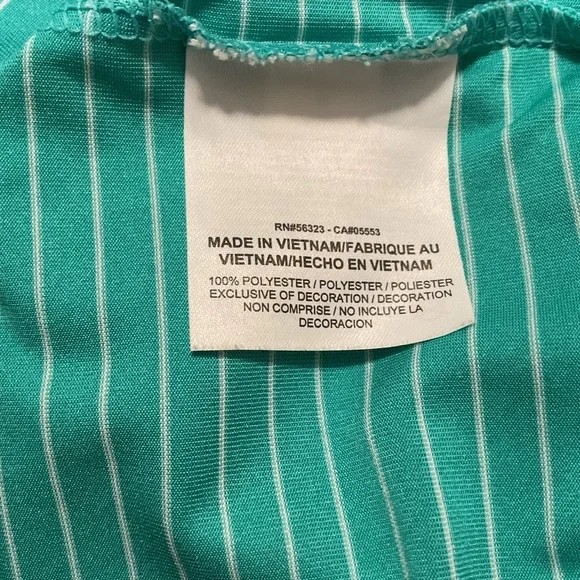 RN#56323 - CA#05553
MADE IN VIETNAM/FABRIQUE AU
VIETNAM/HECHO EN VIETNAM
100% POLYESTER / POLYESTER / POLIESTER
EXCLUSIVE OF DECORATION / DECORATION
NON COMPRISE / NO INCLUYE LA
DECORACION